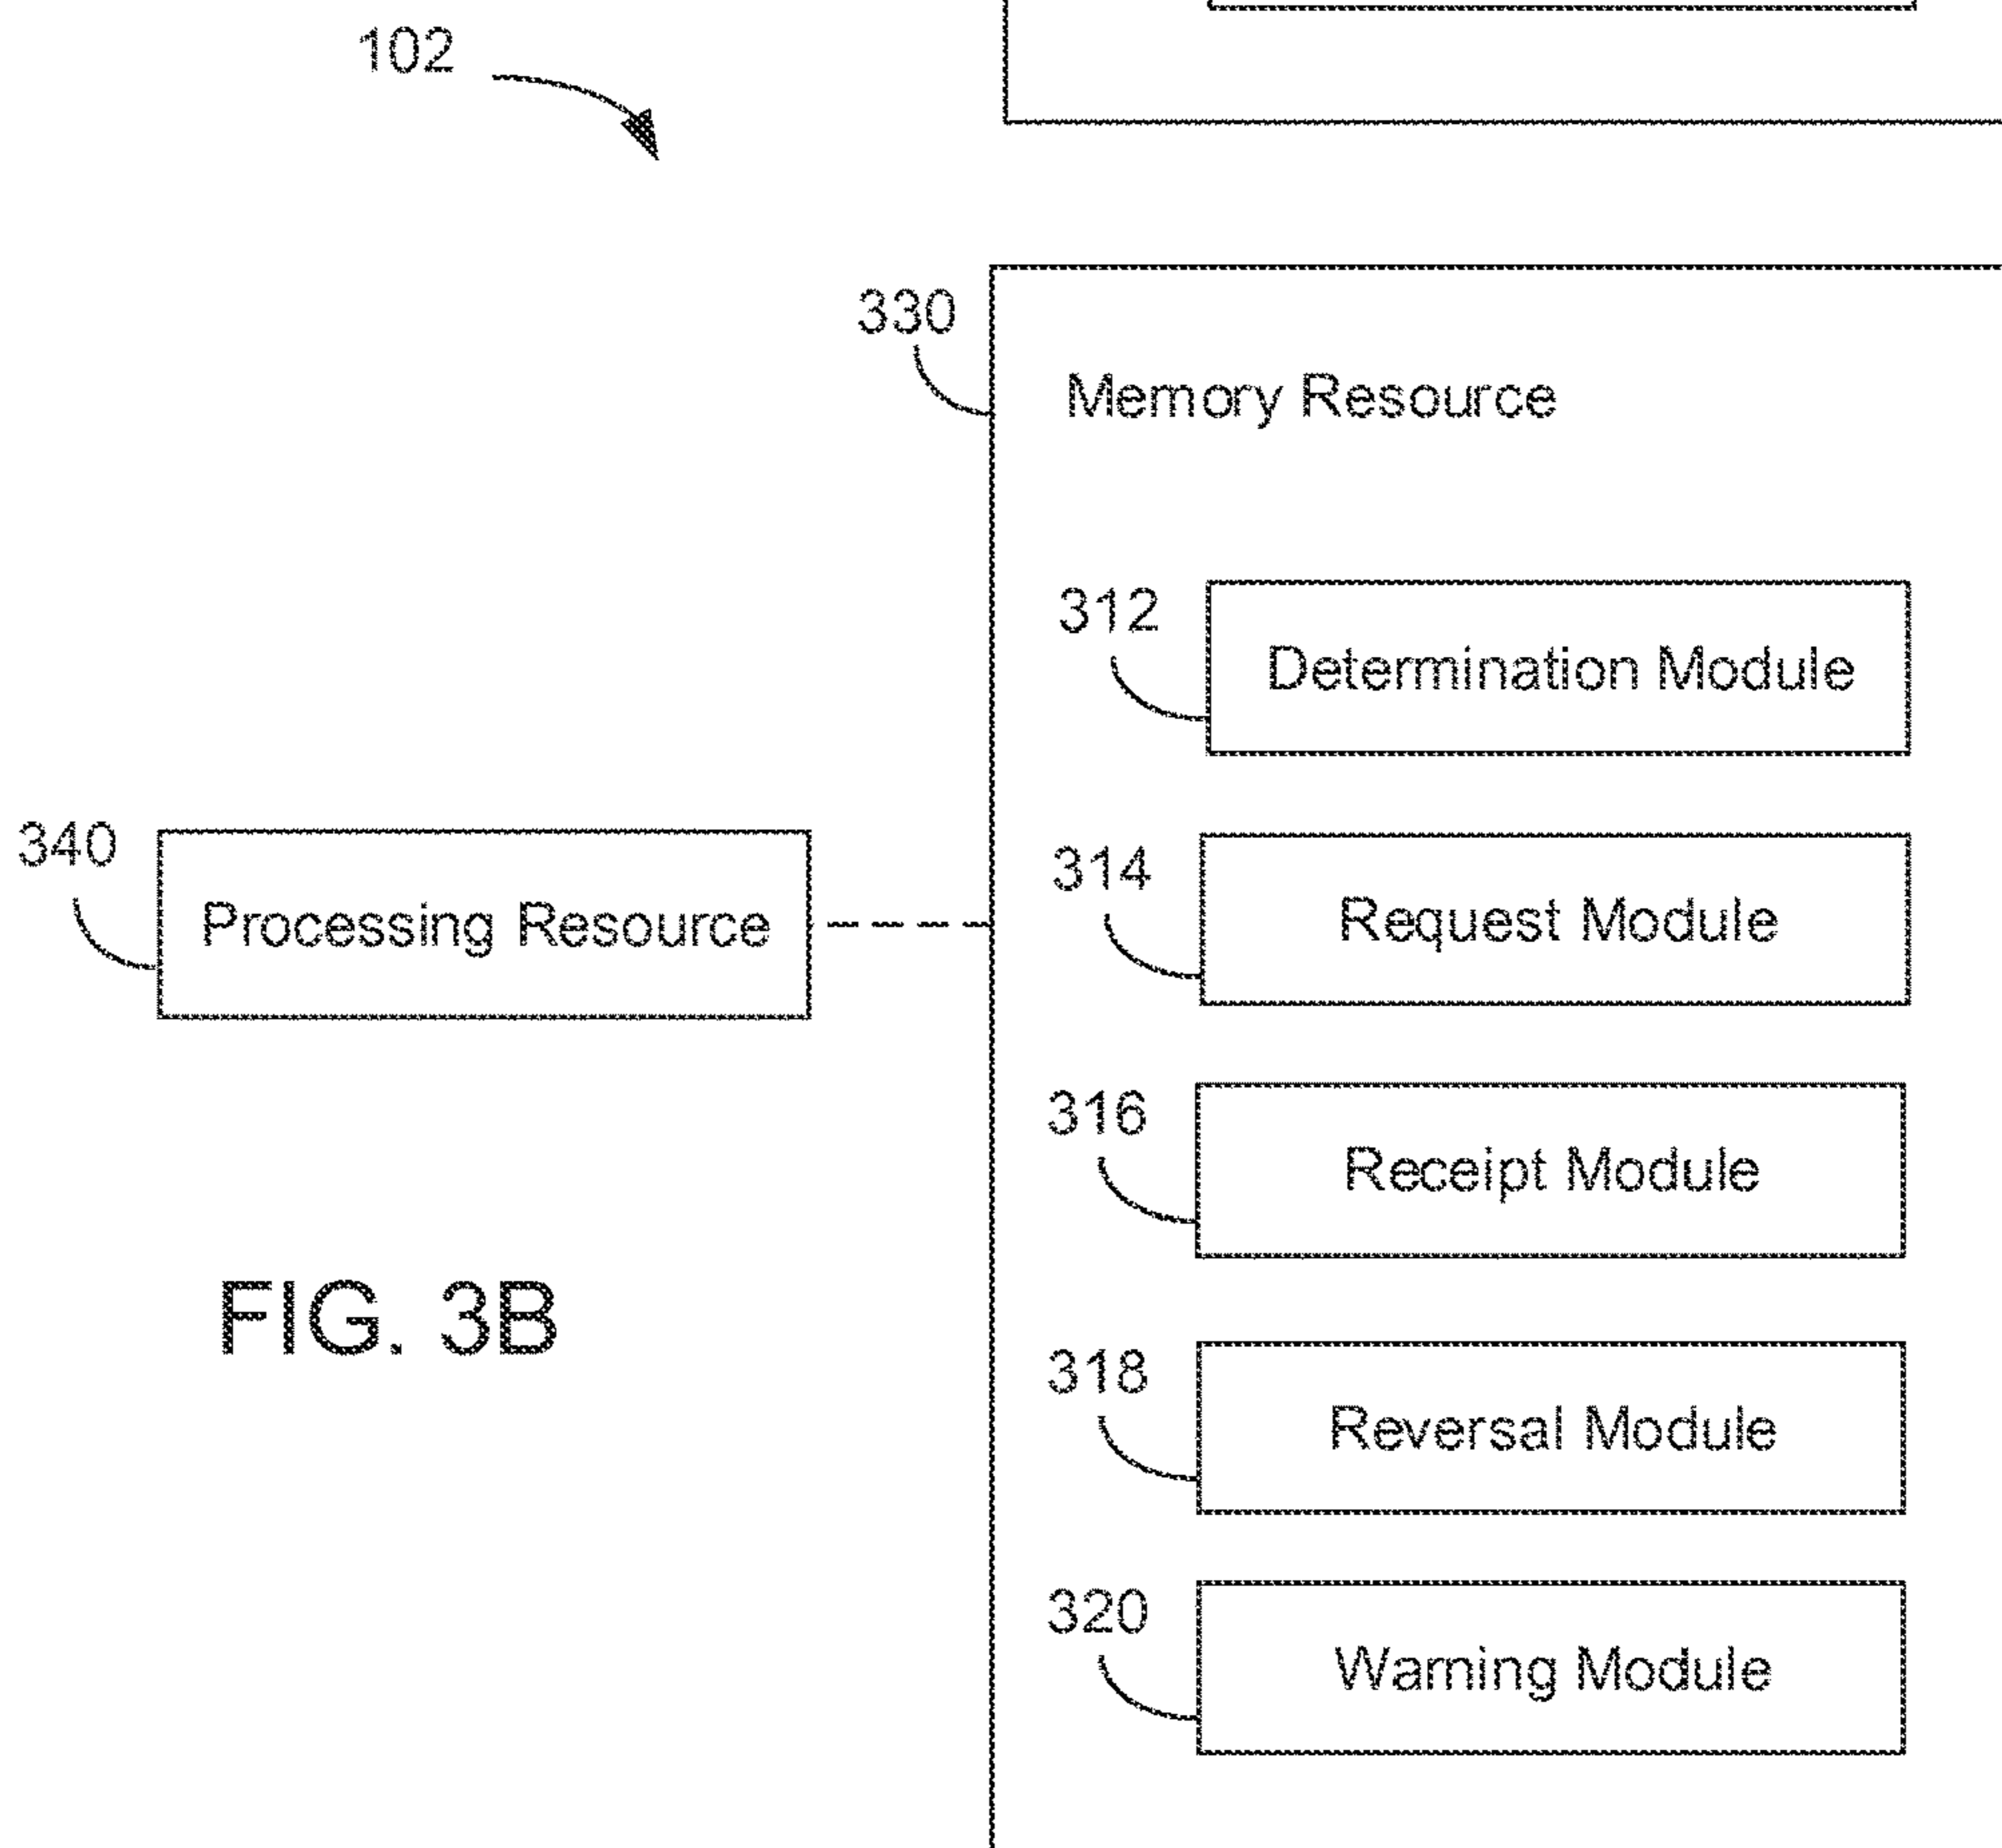 102
330
Memory Resource
312
Determination Module
340
Processing Resource
314
Request Module
316
Receipt Module
FIG. 3B
318
Reversal Module
320
Warning Module